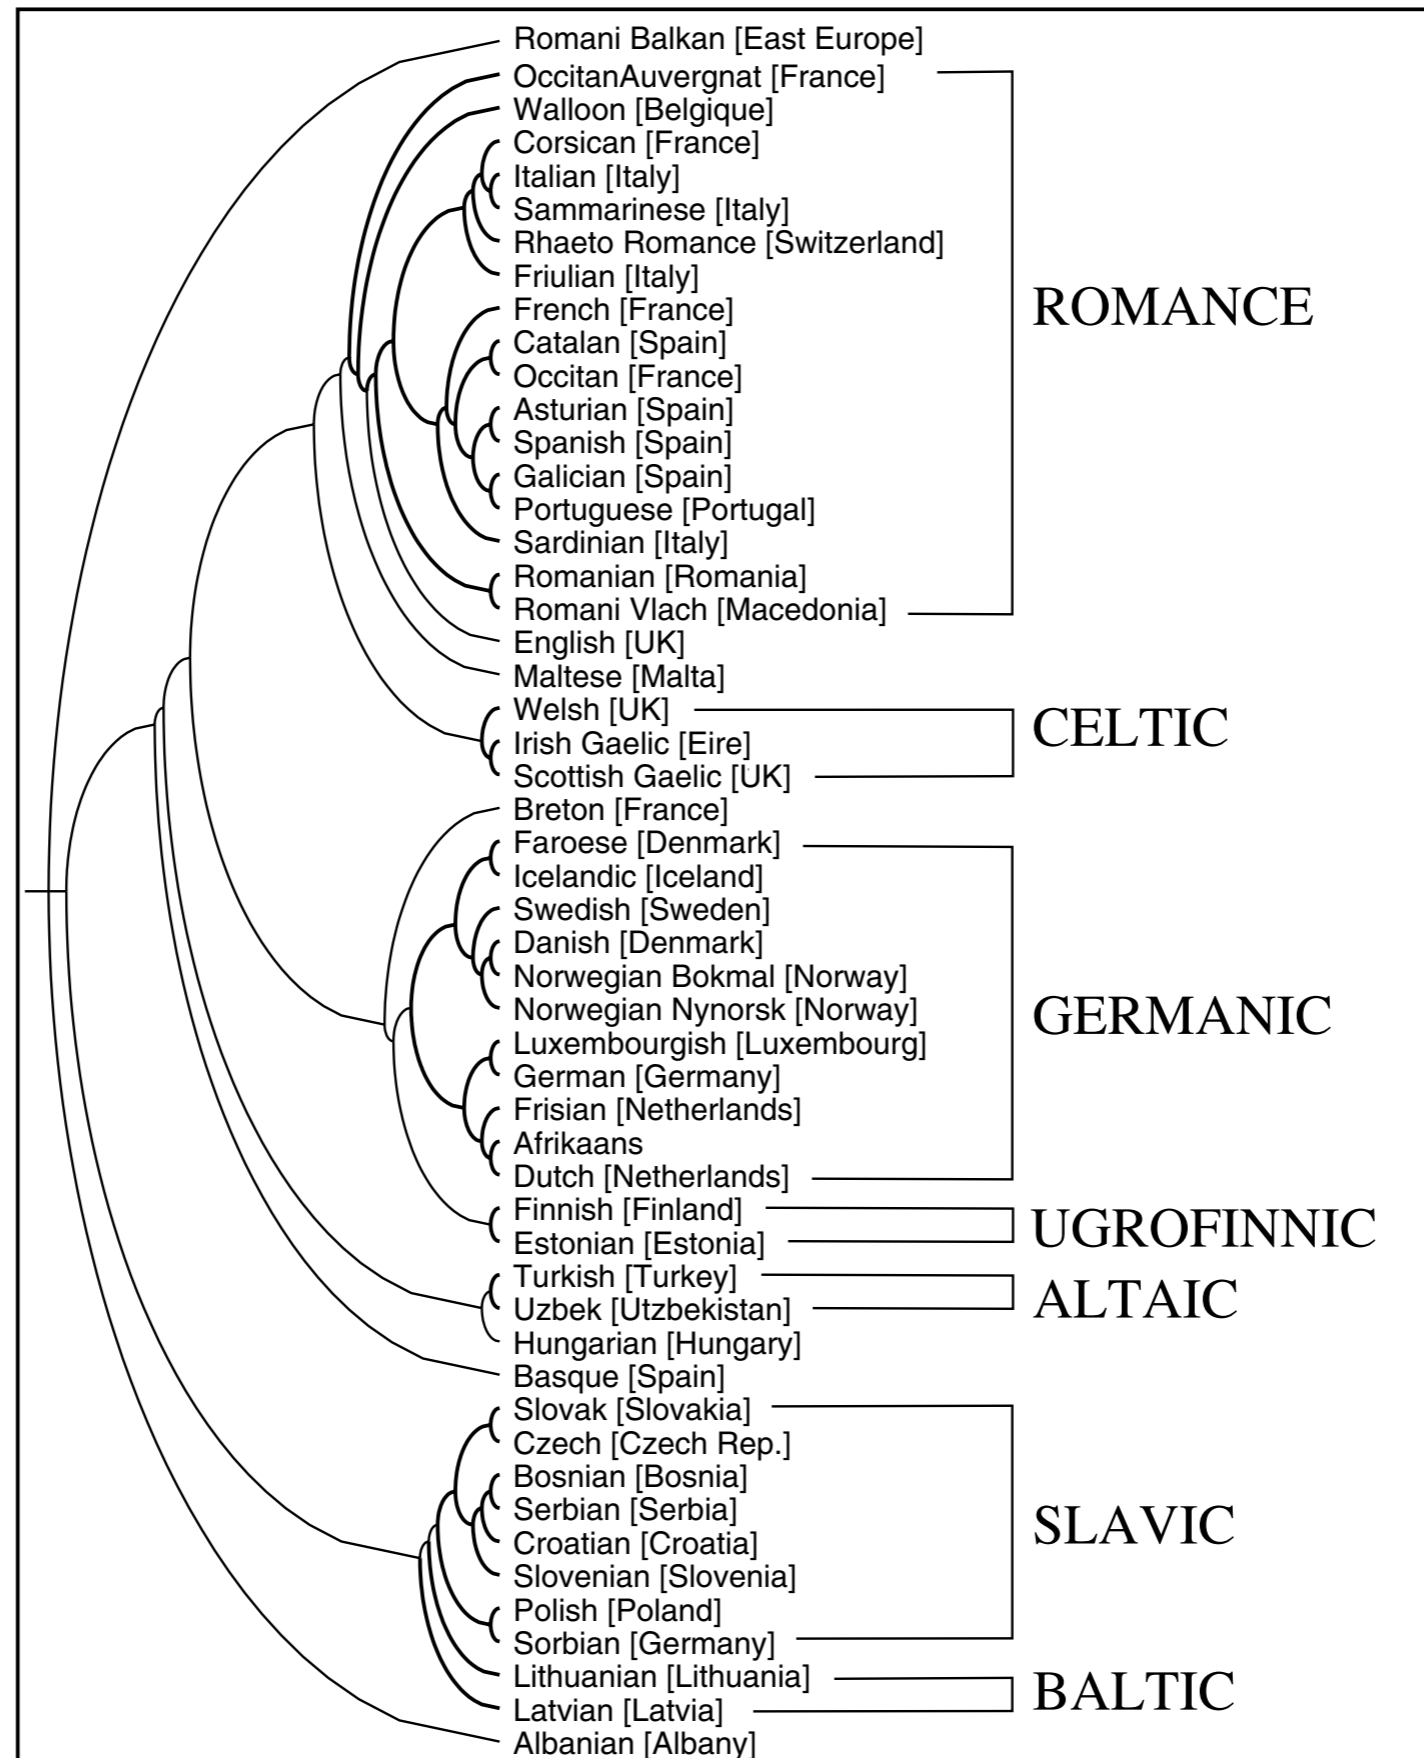 Romani Balkan [East Europe]
OccitanAuvergnat [France]
Walloon [Belgique]
Corsican [France]
Italian [Italy]
Sammarinese [Italy]
Rhaeto Romance [Switzerland]
Friulian [Italy]
ROMANCE
French [France]
Catalan [Spain]
Occitan [France]
Asturian [Spain]
Spanish [Spain]
Galician [Spain]
Portuguese [Portugal]
Sardinian [Italy]
Romanian [Romania]
Romani Vlach [Macedonia]
English [UK]
Maltese [Malta]
Welsh [UK]
CELTIC
Irish Gaelic [Eire]
Scottish Gaelic [UK]
Breton [France]
Faroese [Denmark]
Icelandic [Iceland]
Swedish [Sweden]
Danish [Denmark]
Norwegian Bokmal [Norway]
Norwegian Nynorsk [Norway]
GERMANIC
Luxembourgish [Luxembourg]
German [Germany]
Frisian [Netherlands]
Afrikaans
Dutch [Netherlands]
Finnish [Finland]
UGROFINNIC
Estonian [Estonia]
Turkish [Turkey]
ALTAIC
Uzbek [Utzbekistan]
Hungarian [Hungary]
Basque [Spain]
Slovak [Slovakia]
Czech [Czech Rep.]
Bosnian [Bosnia]
Serbian [Serbia]
SLAVIC
Croatian [Croatia]
Slovenian [Slovenia]
Polish [Poland]
Sorbian [Germany]
Lithuanian [Lithuania]
BALTIC
Latvian [Latvia]
Albanian [Albany]